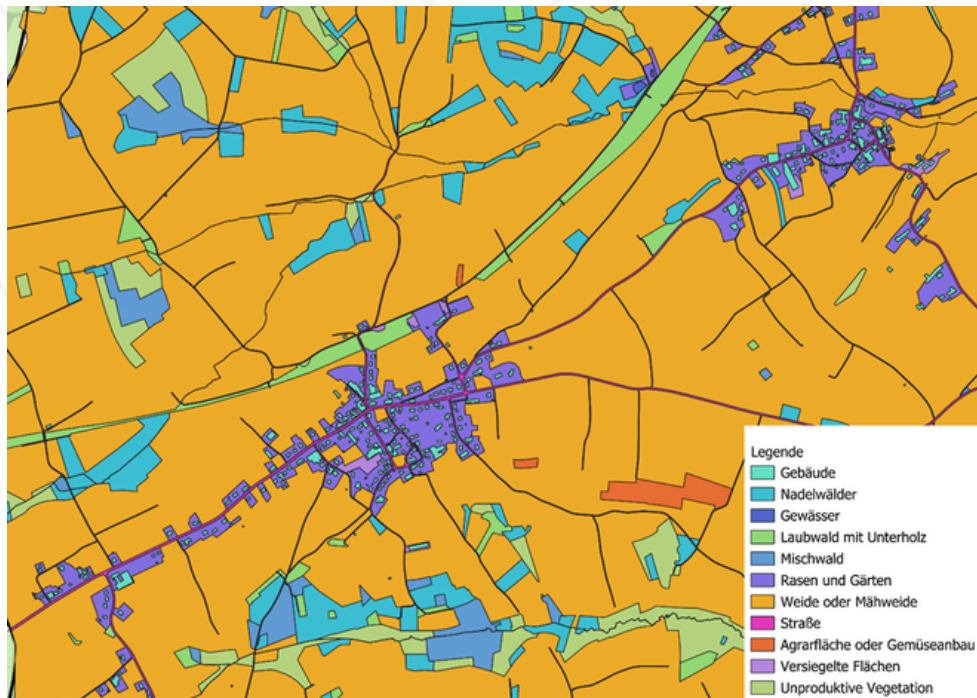 Legende
Gebäude
Nadelwälder
Gewässer
Laubwald mit Unterholz
Mischwald
Rasen und Gärten
Weide oder Mähweide
Straße
Agrarfläche oder Gemüseanbau
Versiegelte Flächen
Unproduktive Vegetation